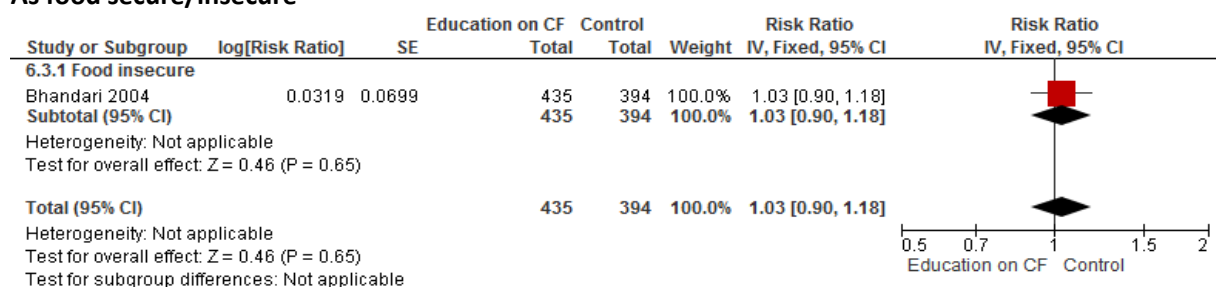 As food secure/insecure
Education on CF Control Risk Ratio Risk Ratio
Study or Subgroup log[Risk Ratio] SE Total Total Weight IV, Fixed, 95% CI IV, Fixed, 95% CI
6.3.1 Food insecure
Bhandari 2004 0.0319 0.0699 435 394 100.0% 1.03 [0.90, 1.18]
Subtotal (95% CI) 435 394 100.0% 1.03 [0.90, 1.18]
Heterogeneity: Not applicable
Test for overall effect: Z = 0.46 (P = 0.65)
Total (95% CI) 435 394 100.0% 1.03 [0.90, 1.18]
Heterogeneity: Not applicable
Test for overall effect: Z = 0.46 (P = 0.65)
Test for subgroup differences: Not applicable
0.5 0.7 1 1.5 2
Education on CF Control